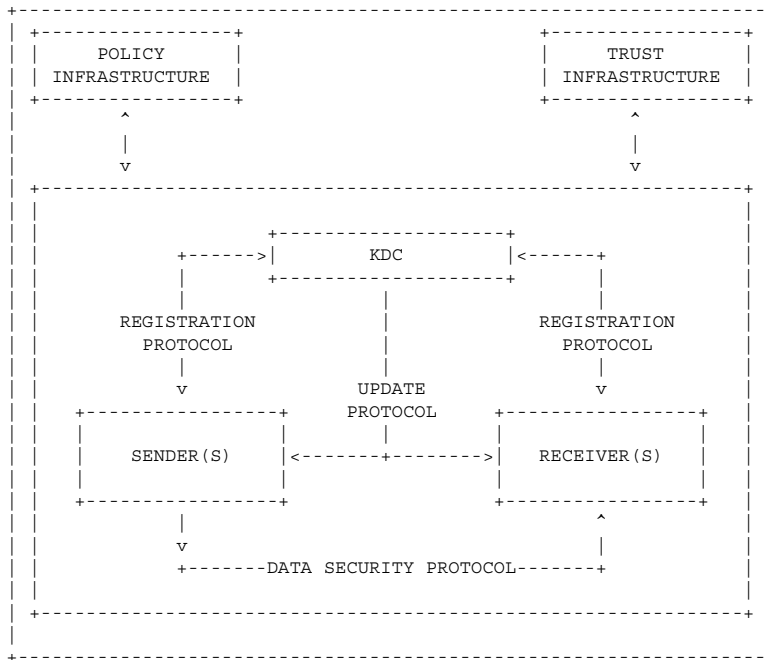 POLICY
INFRASTRUCTURE
TRUST
INFRASTRUCTURE
KDC
REGISTRATION
PROTOCOL
REGISTRATION
PROTOCOL
UPDATE
PROTOCOL
SENDER(S)
RECEIVER(S)
DATA SECURITY PROTOCOL